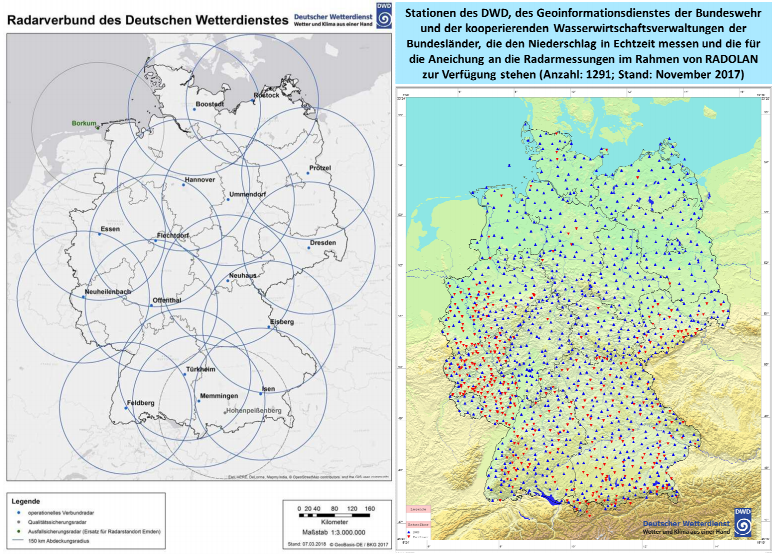 Radarverbund des Deutschen Wetterdienstes
Deutscher Wetterdienst
Wetter und Klima aus einer Hand
DWD
Rostock
Boostedt
Borkum
Prötzel
Hannover
Ummendorf
Essen
Flechtdorf
Dresden
Neuhaus
Neuheilenbach
Offenthal
Eisberg
Türkheim
Isen
Memmingen
Feldberg
Hohenpeißenberg
Legende
operationelles Verbundradar
Qualitätssicherungsradar
Ausfallsicherungsradar (Ersatz für Radarstandort Emden)
150 km Abdeckungsradius
0 20 40 80 120 160
Kilometer
Maßstab 1:3.000.000
Stand: 07.03.2018 © GeoBasis-DE / BKG 2017
Stationen des DWD, des Geoinformationsdienstes der Bundeswehr
und der kooperierenden Wasserwirtschaftsverwaltungen der
Bundesländer, die den Niederschlag in Echtzeit messen und die für
die Aneichung an die Radarmessungen im Rahmen von RADOLAN
zur Verfügung stehen (Anzahl: 1291; Stand: November 2017)
Deutscher Wetterdienst
Wetter und Klima aus einer Hand
DWD